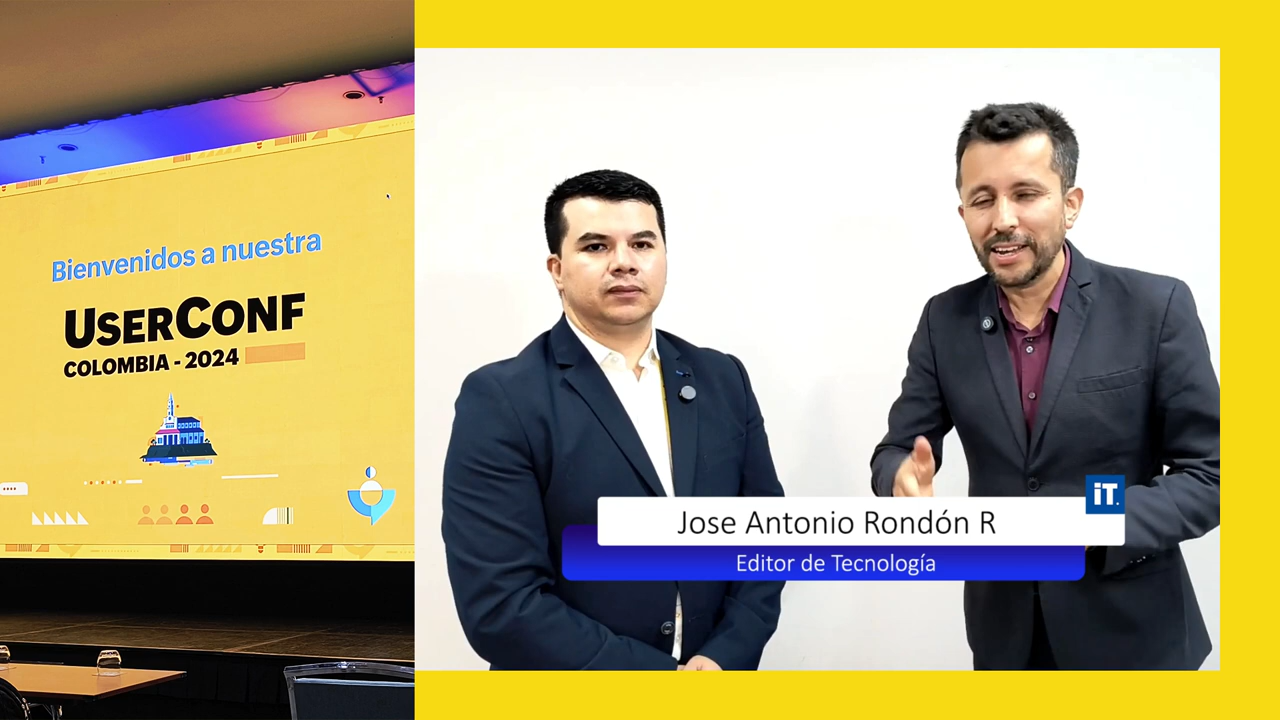 Bienvenidos a nuestra
USERCONF
COLOMBIA - 2024
Jose Antonio Rondón R
iT.
Editor de Tecnología